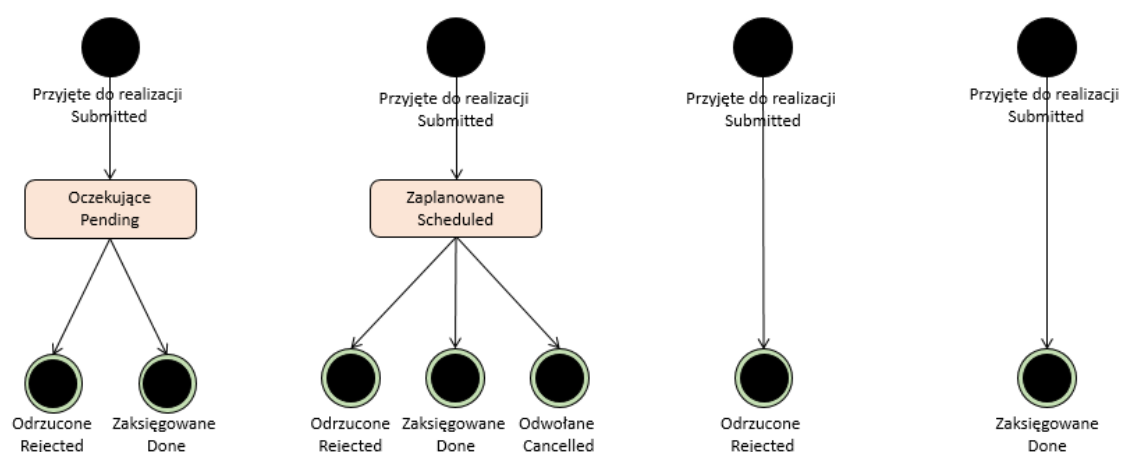 Przyjęte do realizacji
Submitted
Przyjęte do realizacji
Submitted
Przyjęte do realizacji
Submitted
Przyjęte do realizacji
Submitted
Oczekujące
Pending
Zaplanowane
Scheduled
Odrzucone
Rejected
Zaksięgowane
Done
Odrzucone
Rejected
Zaksięgowane
Done
Odwołane
Cancelled
Odrzucone
Rejected
Zaksięgowane
Done